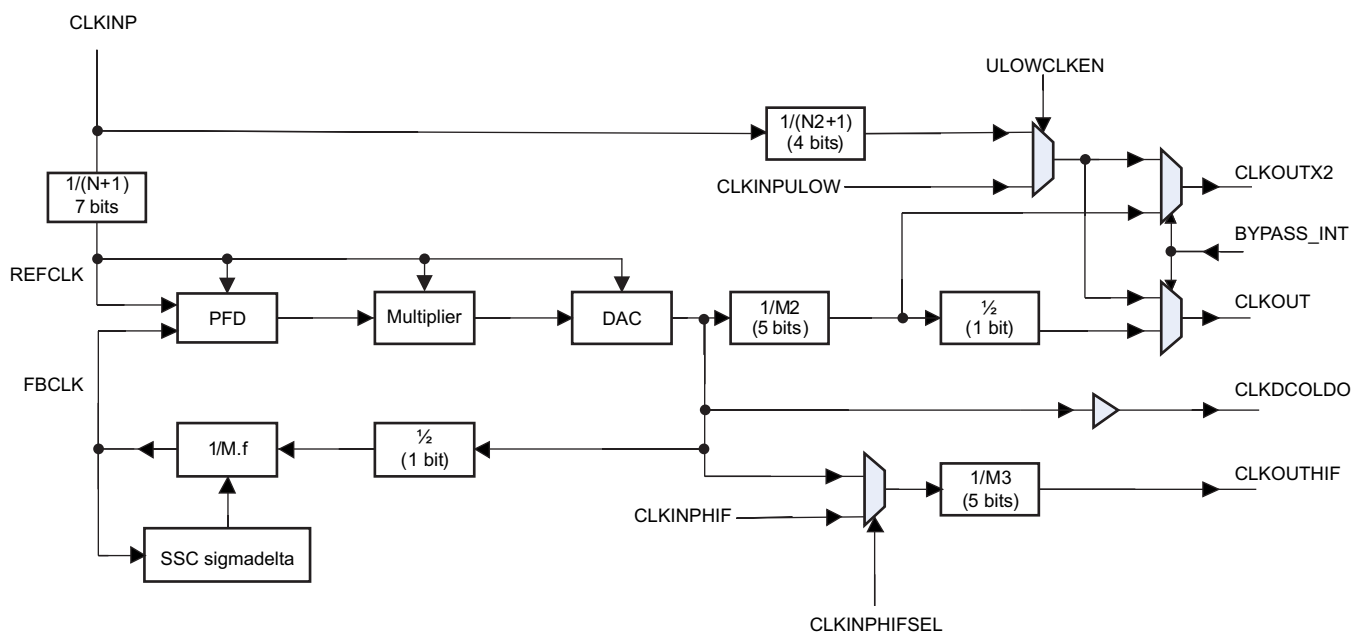 CLKINP
ULOWCLKEN
1/(N2+1)
(4 bits)
CLKINPULOW
CLKOUTX2
1/(N+1)
7 bits
BYPASS_INT
REFCLK
PFD
Multiplier
DAC
1/M2
(5 bits)
½
(1 bit)
CLKOUT
FBCLK
CLKDCOLDO
1/M.f
½
(1 bit)
1/M3
(5 bits)
CLKOUTHIF
CLKINPHIF
SSC sigmadelta
CLKINPHIFSEL